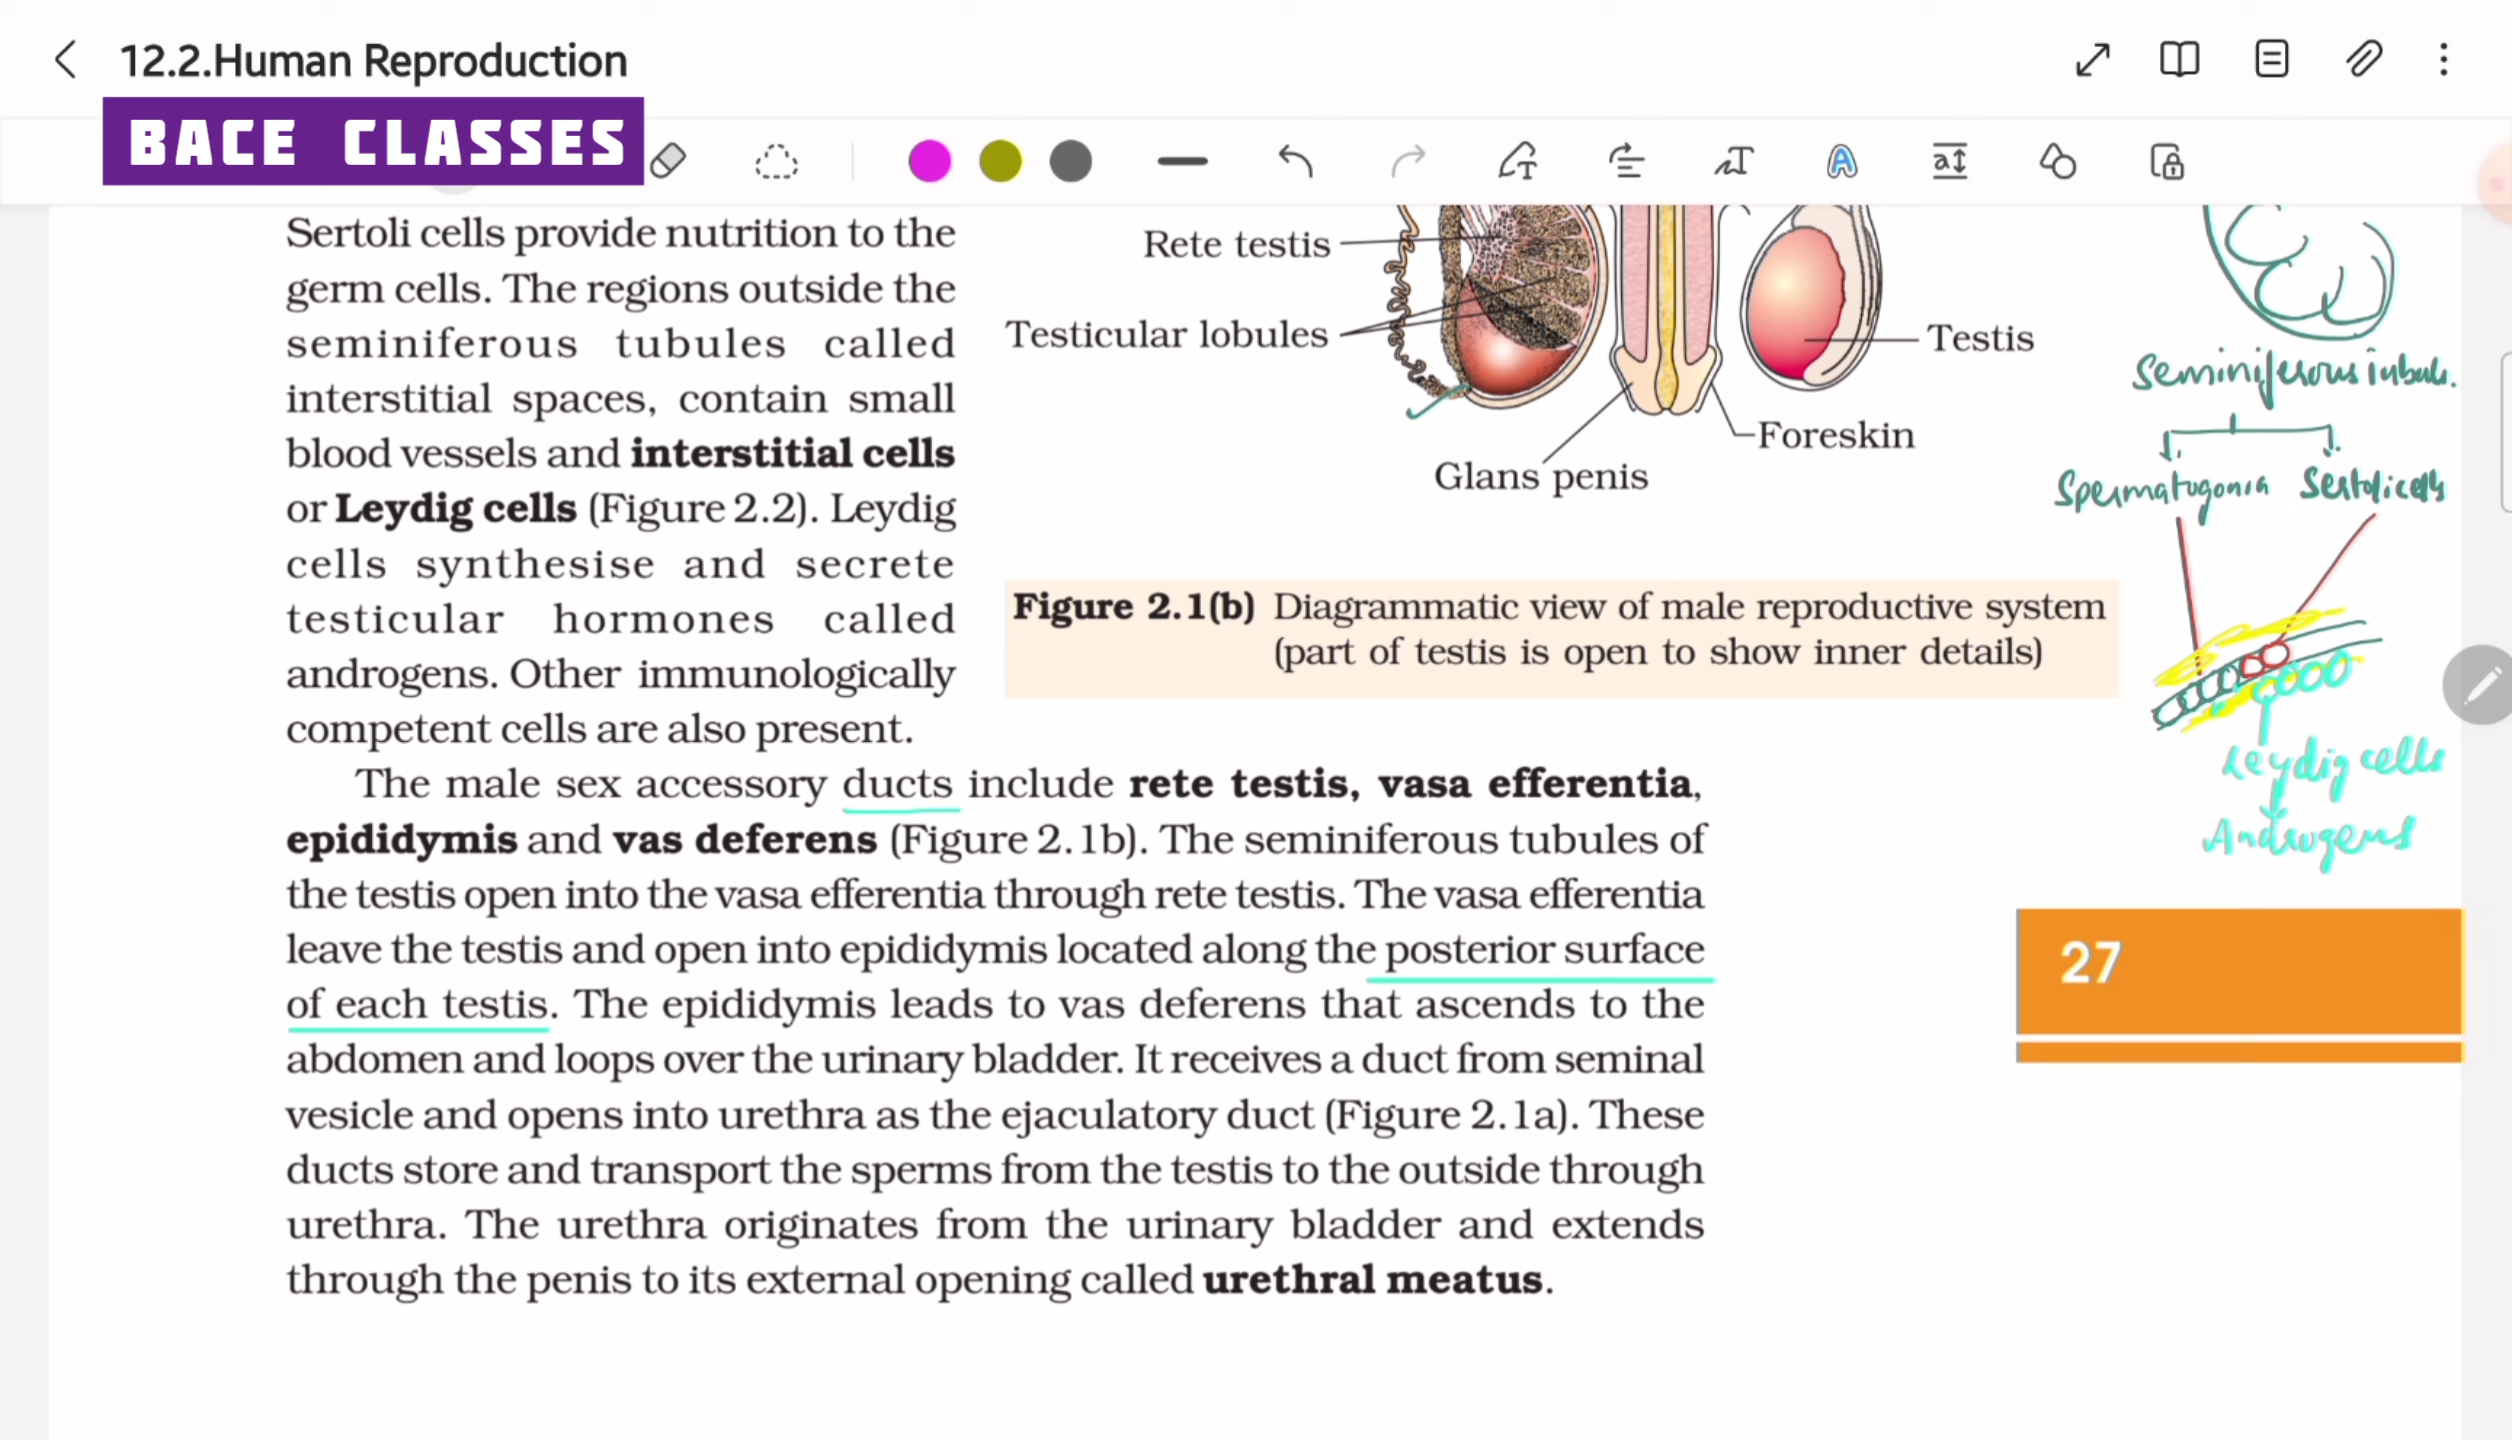 12.2.Human Reproduction
BACE CLASSES
Sertoli cells provide nutrition to the
germ cells. The regions outside the
seminiferous tubules called
interstitial spaces, contain small
blood vessels and interstitial cells
or Leydig cells (Figure 2.2). Leydig
cells synthesise and secrete
testicular hormones called
androgens. Other immunologically
competent cells are also present.
Rete testis
Testicular lobules
Testis
Foreskin
Glans penis
Figure 2.1(b) Diagrammatic view of male reproductive system
(part of testis is open to show inner details)
The male sex accessory ducts include rete testis, vasa efferentia,
epididymis and vas deferens (Figure 2.1b). The seminiferous tubules of
the testis open into the vasa efferentia through rete testis. The vasa efferentia
leave the testis and open into epididymis located along the posterior surface
of each testis. The epididymis leads to vas deferens that ascends to the
abdomen and loops over the urinary bladder. It receives a duct from seminal
vesicle and opens into urethra as the ejaculatory duct (Figure 2.1a). These
ducts store and transport the sperms from the testis to the outside through
urethra. The urethra originates from the urinary bladder and extends
through the penis to its external opening called urethral meatus.
Seminiferous
Spermatogonia Sertoli cells
Leydig cells
Androgens
27